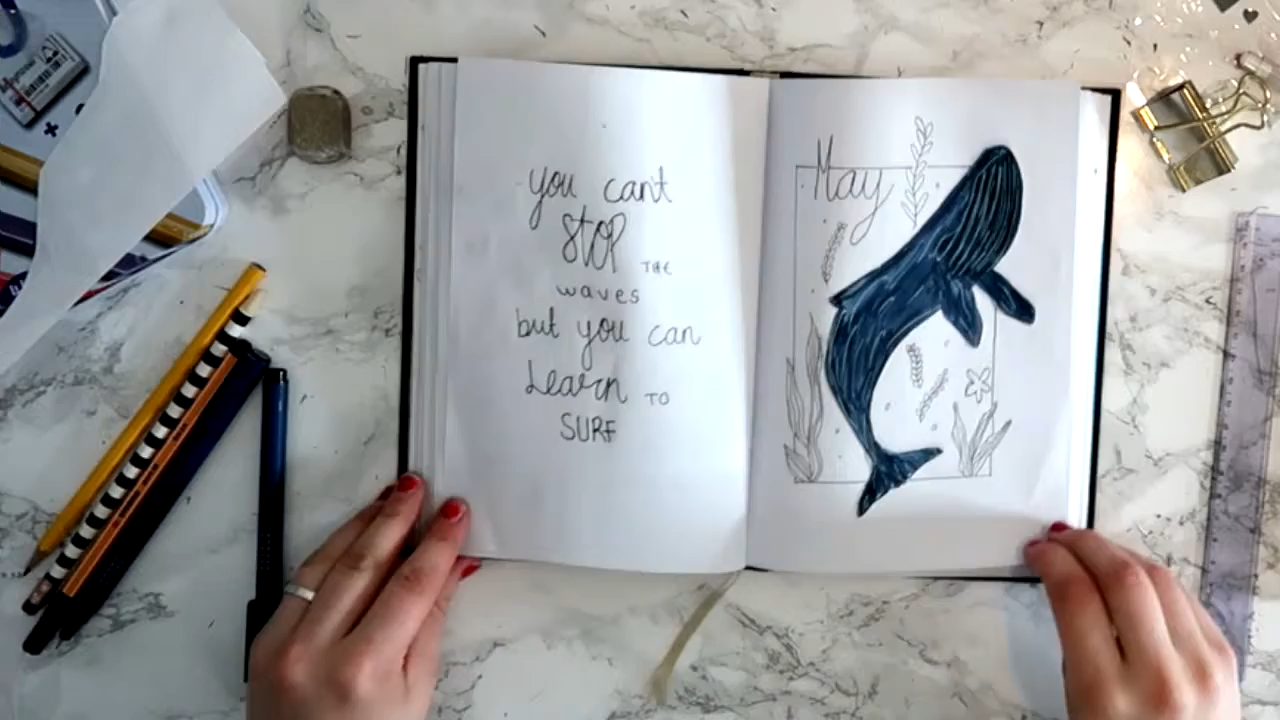 you can't
STOP THE
waves
but you can
Learn TO
SURF
May